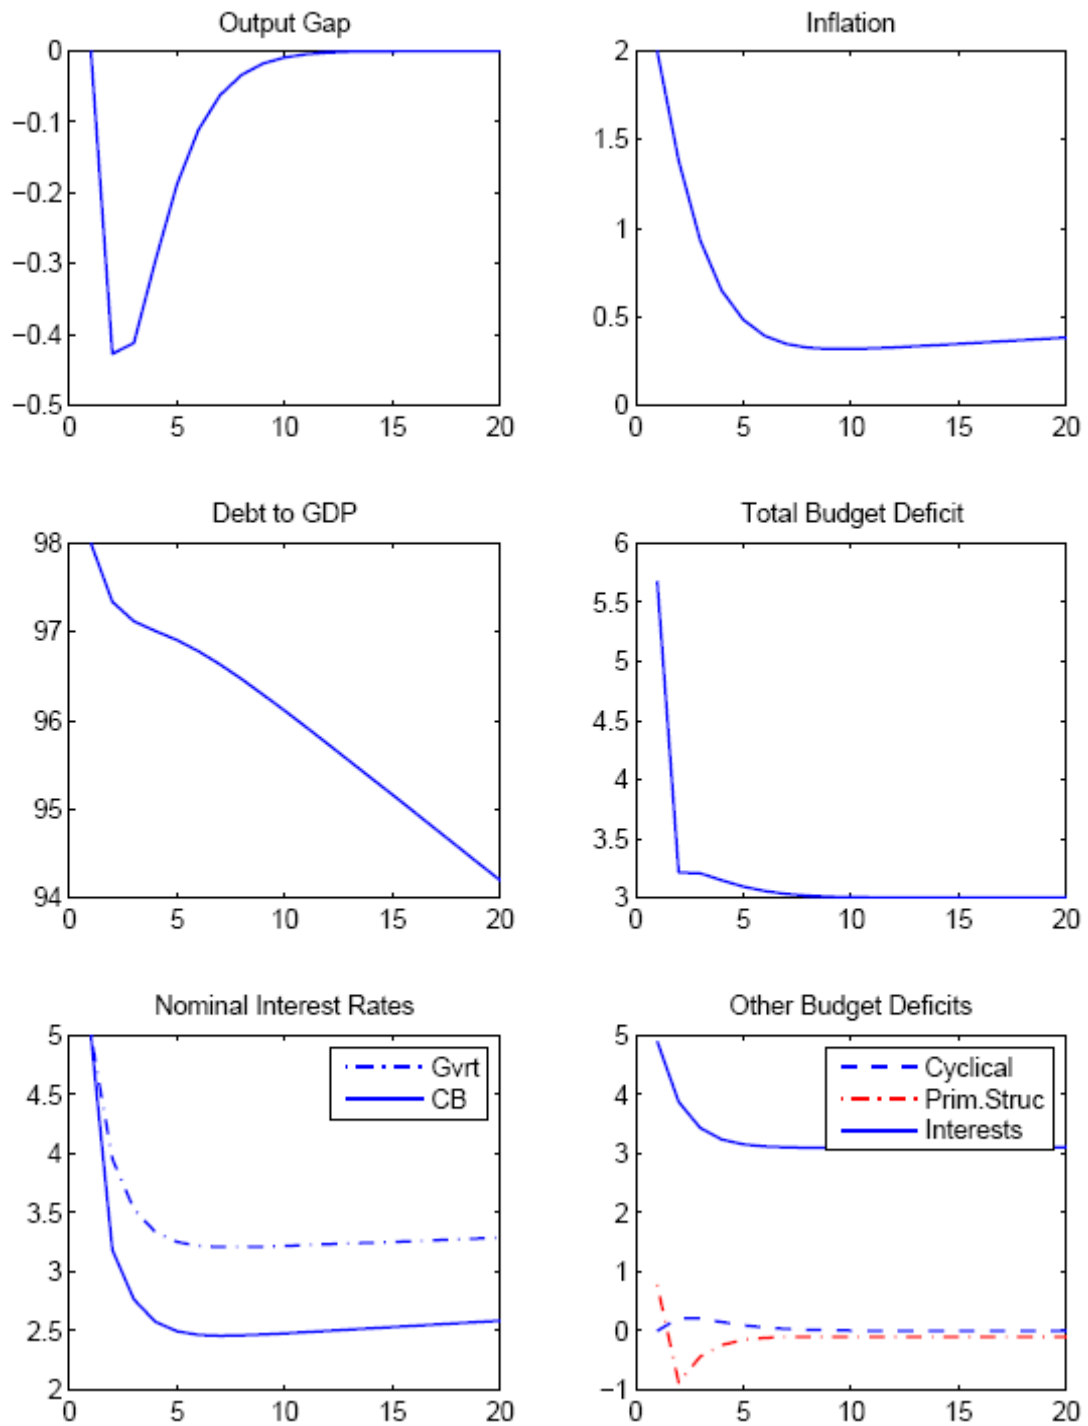 Output Gap
0
−0.1
−0.2
−0.3
−0.4
−0.5
0 5 10 15 20
Inflation
2
1.5
1
0.5
0
0 5 10 15 20
Debt to GDP
98
97
96
95
94
0 5 10 15 20
Total Budget Deficit
6
5.5
5
4.5
4
3.5
3
0 5 10 15 20
Nominal Interest Rates
5
4.5
4
3.5
3
2.5
2
0 5 10 15 20
Gvrt
CB
Other Budget Deficits
5
4
3
2
1
0
−1
0 5 10 15 20
Cyclical
Prim.Struc
Interests